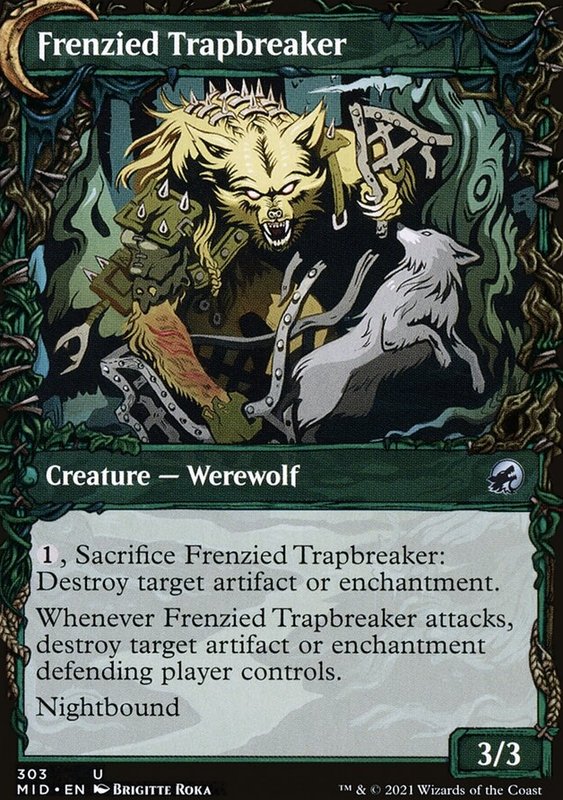 Frenzied Trapbreaker
Creature — Werewolf
1, Sacrifice Frenzied Trapbreaker:
Destroy target artifact or enchantment.
Whenever Frenzied Trapbreaker attacks,
destroy target artifact or enchantment
defending player controls.
Nightbound
3/3
303 U
MID • EN BRIGITTE ROKA
™ & © 2021 Wizards of the Coast